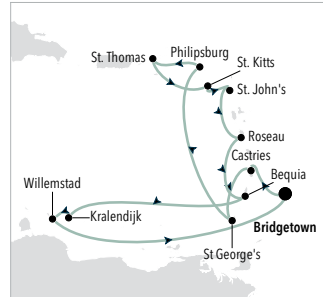 Philipsburg
St. Thomas
St. Kitts
St. John's
Roseau
Castries
Bequia
Willemstad
Kralendijk
Bridgetown
St George's